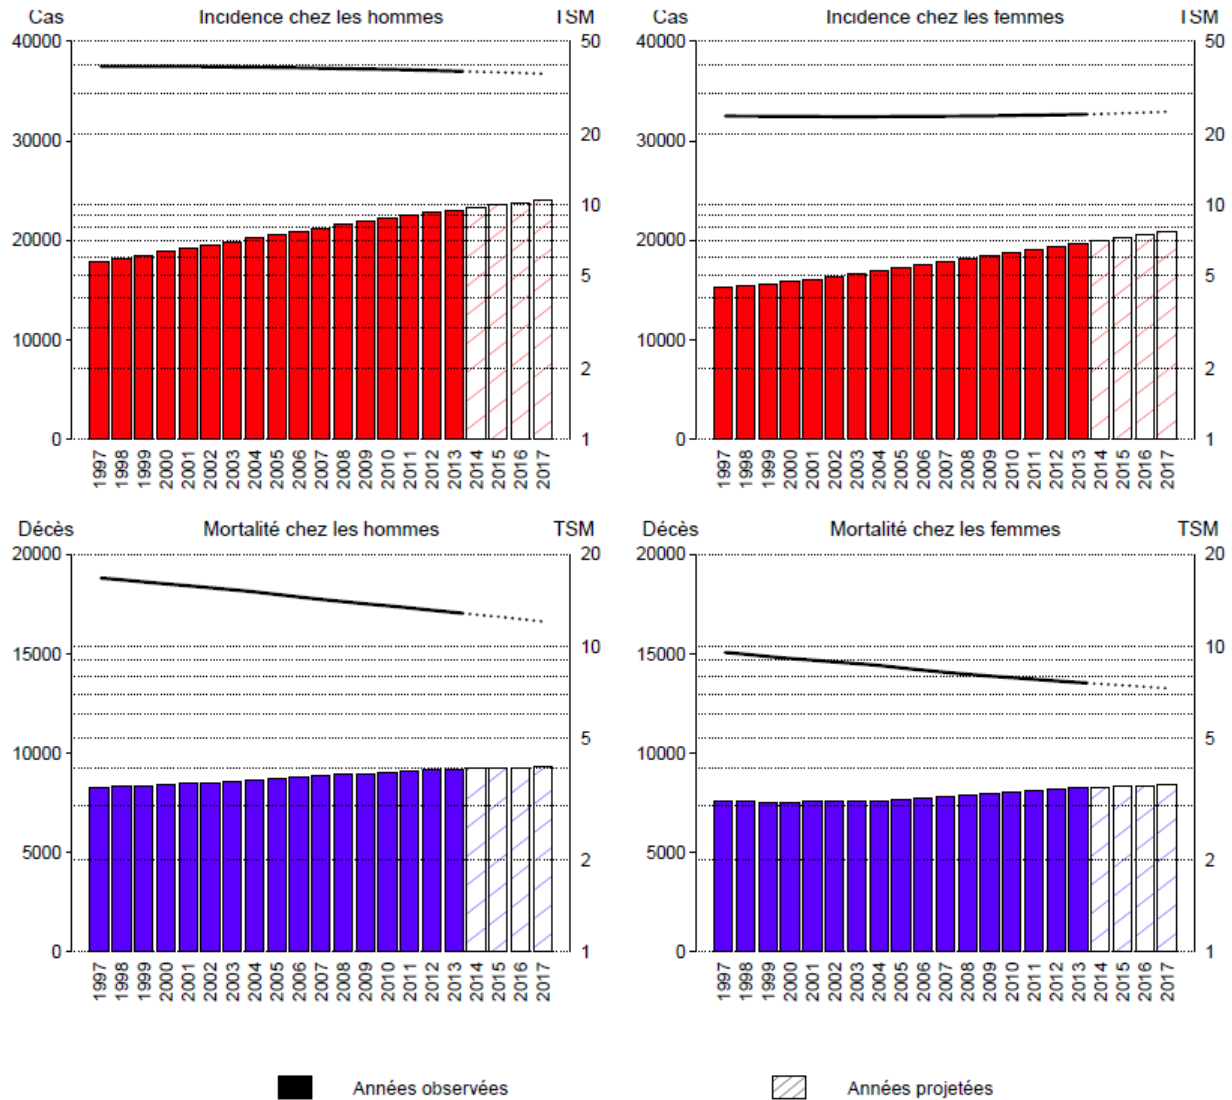 Cas Incidence chez les hommes TSM
40000 50
30000 20
20000 10
10000 5
0 2
1
1997 1998 1999 2000 2001 2002 2003 2004 2005 2006 2007 2008 2009 2010 2011 2012 2013 2014 2015 2016 2017
Cas Incidence chez les femmes TSM
40000 50
30000 20
20000 10
10000 5
0 2
1
1997 1998 1999 2000 2001 2002 2003 2004 2005 2006 2007 2008 2009 2010 2011 2012 2013 2014 2015 2016 2017
Décès Mortalité chez les hommes TSM
20000 20
15000 10
10000 5
5000 2
0 1
1997 1998 1999 2000 2001 2002 2003 2004 2005 2006 2007 2008 2009 2010 2011 2012 2013 2014 2015 2016 2017
Décès Mortalité chez les femmes TSM
20000 20
15000 10
10000 5
5000 2
0 1
1997 1998 1999 2000 2001 2002 2003 2004 2005 2006 2007 2008 2009 2010 2011 2012 2013 2014 2015 2016 2017
Années observées Années projetées